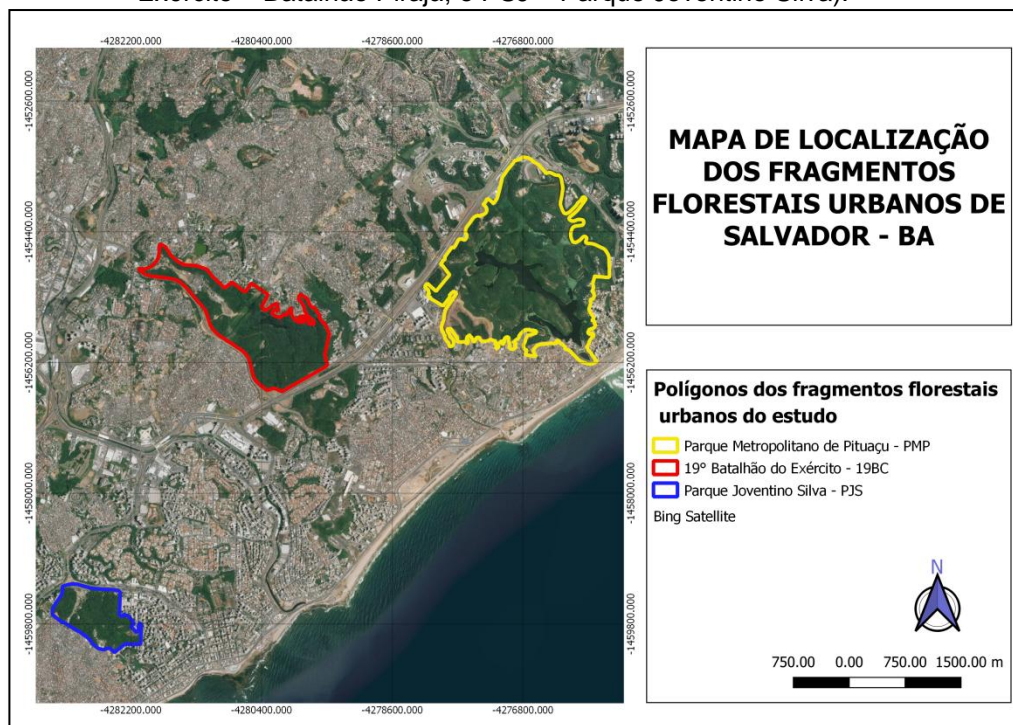 Exército – Batalhão Pirajá, e PJS – Parque Joventino Silva).
-4282200.000 -4280400.000 -4278600.000 -4276800.000
-1452600.000 -1452600.000
-1454400.000 -1454400.000
-1456200.000 -1456200.000
-1458000.000 -1458000.000
-1459800.000 -1459800.000
-4282200.000 -4280400.000 -4278600.000 -4276800.000
MAPA DE LOCALIZAÇÃO
DOS FRAGMENTOS
FLORESTAIS URBANOS DE
SALVADOR - BA
Polígonos dos fragmentos florestais
urbanos do estudo
Parque Metropolitano de Pituaçu - PMP
19° Batalhão do Exército - 19BC
Parque Joventino Silva - PJS
Bing Satellite
N
750.00 0.00 750.00 1500.00 m